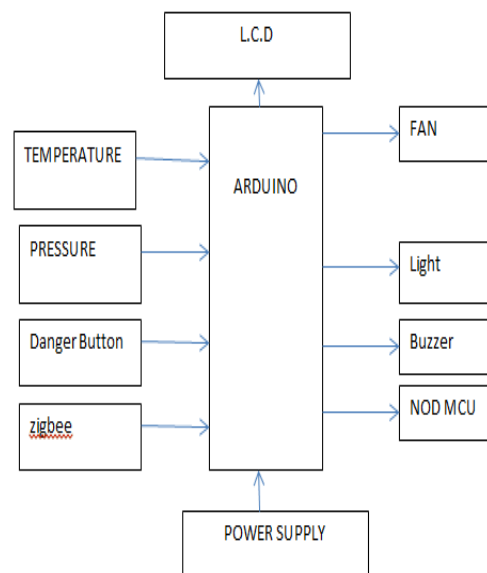 L.C.D
FAN
TEMPERATURE
ARDUINO
PRESSURE
Light
Danger Button
Buzzer
zigbee
NOD MCU
POWER SUPPLY